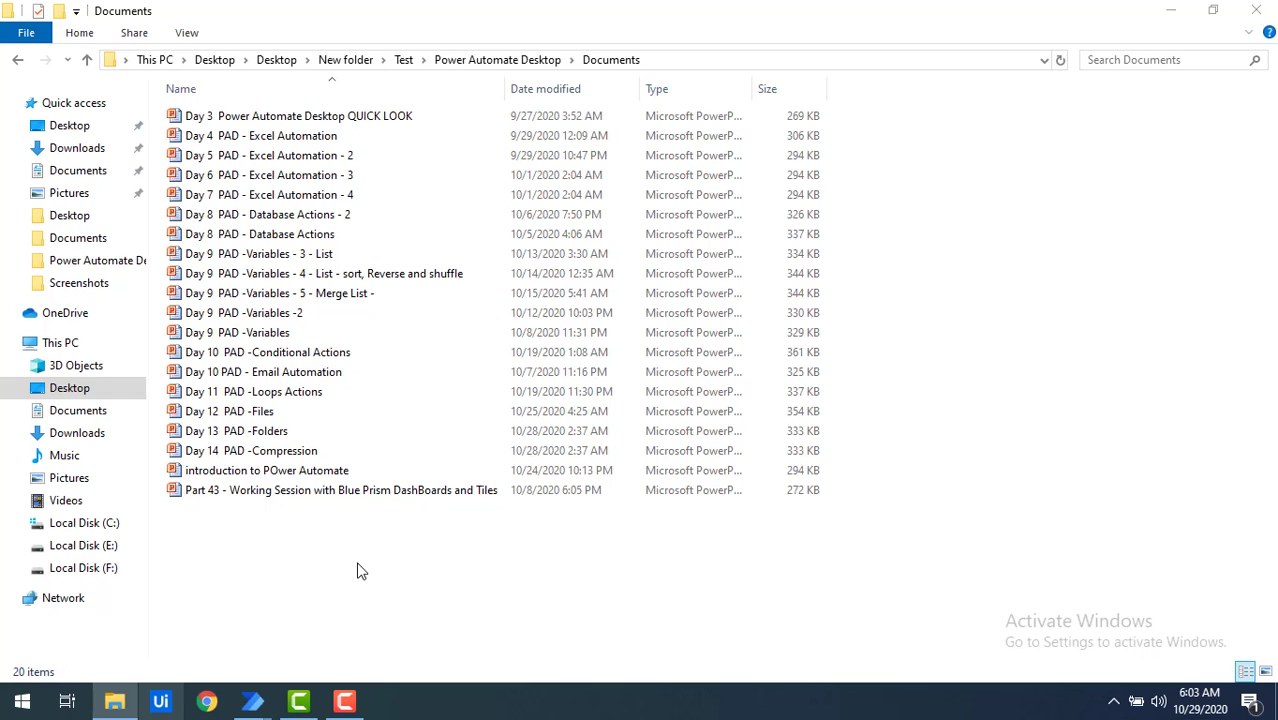 Documents
File Home Share View
This PC Desktop Desktop New folder Test Power Automate Desktop Documents Search Documents
Name Date modified Type Size
Quick access
Desktop
Downloads
Documents
Pictures
Desktop
Documents
Power Automate De
Screenshots
OneDrive
This PC
3D Objects
Desktop
Documents
Downloads
Music
Pictures
Videos
Local Disk (C:)
Local Disk (E:)
Local Disk (F:)
Network
Day 3 Power Automate Desktop QUICK LOOK 9/27/2020 3:52 AM Microsoft PowerP... 269 KB
Day 4 PAD - Excel Automation 9/29/2020 12:09 AM Microsoft PowerP... 306 KB
Day 5 PAD - Excel Automation - 2 9/29/2020 10:47 PM Microsoft PowerP... 294 KB
Day 6 PAD - Excel Automation - 3 10/1/2020 2:04 AM Microsoft PowerP... 294 KB
Day 7 PAD - Excel Automation - 4 10/1/2020 2:04 AM Microsoft PowerP... 294 KB
Day 8 PAD - Database Actions - 2 10/6/2020 7:50 PM Microsoft PowerP... 326 KB
Day 8 PAD - Database Actions 10/5/2020 4:06 AM Microsoft PowerP... 337 KB
Day 9 PAD -Variables - 3 - List 10/13/2020 3:30 AM Microsoft PowerP... 334 KB
Day 9 PAD -Variables - 4 - List - sort, Reverse and shuffle 10/14/2020 12:35 AM Microsoft PowerP... 344 KB
Day 9 PAD -Variables - 5 - Merge List - 10/15/2020 5:41 AM Microsoft PowerP... 344 KB
Day 9 PAD -Variables -2 10/12/2020 10:03 PM Microsoft PowerP... 330 KB
Day 9 PAD -Variables 10/8/2020 11:31 PM Microsoft PowerP... 329 KB
Day 10 PAD -Conditional Actions 10/19/2020 1:08 AM Microsoft PowerP... 361 KB
Day 10 PAD - Email Automation 10/7/2020 11:16 PM Microsoft PowerP... 325 KB
Day 11 PAD -Loops Actions 10/19/2020 11:30 PM Microsoft PowerP... 337 KB
Day 12 PAD -Files 10/25/2020 4:25 AM Microsoft PowerP... 354 KB
Day 13 PAD -Folders 10/28/2020 2:37 AM Microsoft PowerP... 333 KB
Day 14 PAD -Compression 10/28/2020 2:37 AM Microsoft PowerP... 333 KB
introduction to POwer Automate 10/24/2020 10:13 PM Microsoft PowerP... 294 KB
Part 43 - Working Session with Blue Prism DashBoards and Tiles 10/8/2020 6:05 PM Microsoft PowerP... 272 KB
Activate Windows
Go to Settings to activate Windows.
20 items
Ui
6:03 AM
10/29/2020
1